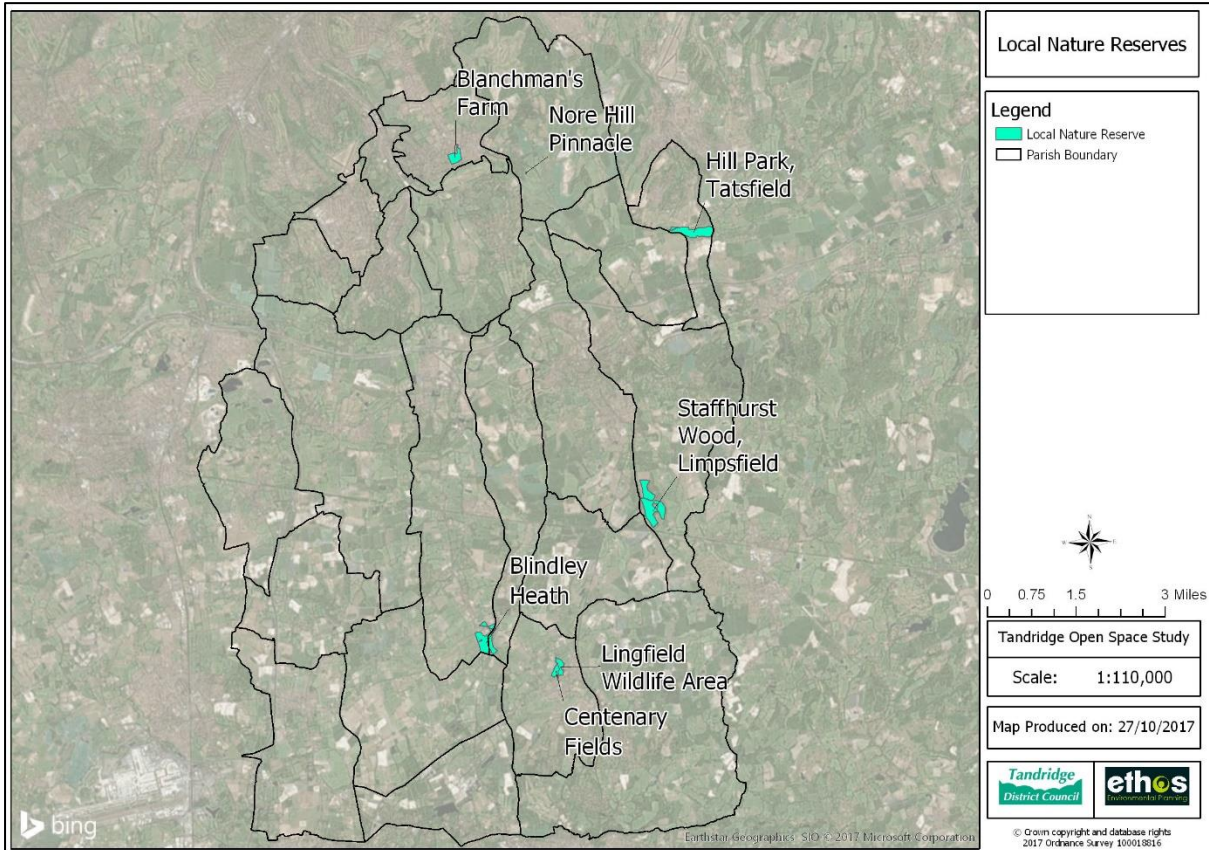 Local Nature Reserves
Legend
Local Nature Reserve
Parish Boundary
Blanchman's
Farm
Nore Hill
Pinnacle
Hill Park,
Tatsfield
Staffhurst
Wood,
Limpsfield
Blindley
Heath
Lingfield
Wildlife Area
Centenary
Fields
N
W
E
S
0 0.75 1.5 3 Miles
Tandridge Open Space Study
Scale: 1:110,000
Map Produced on: 27/10/2017
Tandridge
District Council
ethos
Environmental Planning
© Crown copyright and database rights
2017 Ordnance Survey 100018816
bing
Earthstar Geographics SIO © 2017 Microsoft Corporation